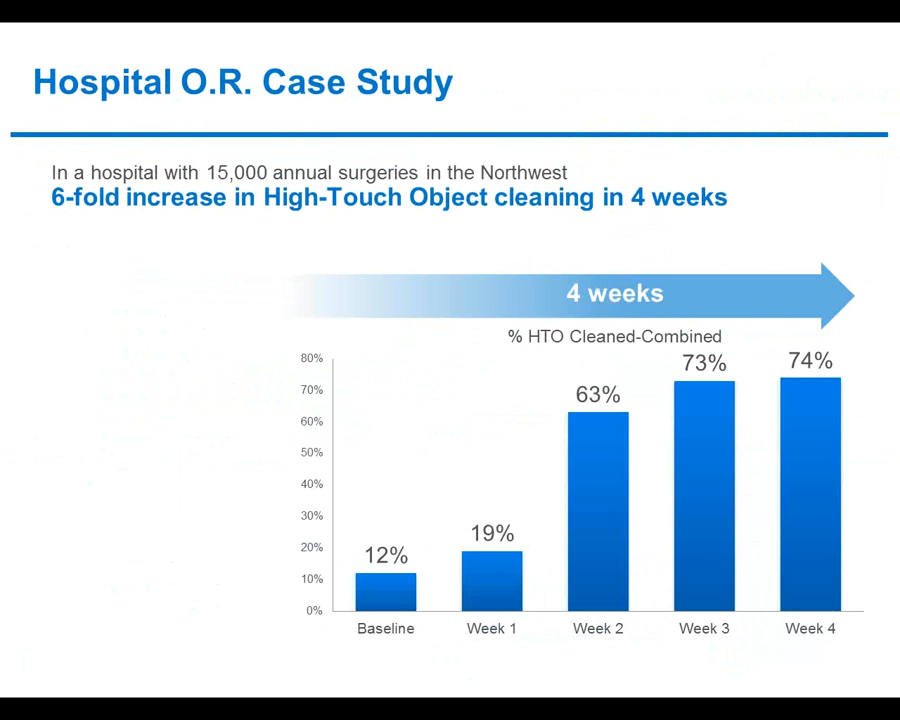 Hospital O.R. Case Study
In a hospital with 15,000 annual surgeries in the Northwest
6-fold increase in High-Touch Object cleaning in 4 weeks
4 weeks
% HTO Cleaned-Combined
80%
70%
60%
50%
40%
30%
20%
10%
0%
12%
19%
63%
73%
74%
Baseline
Week 1
Week 2
Week 3
Week 4